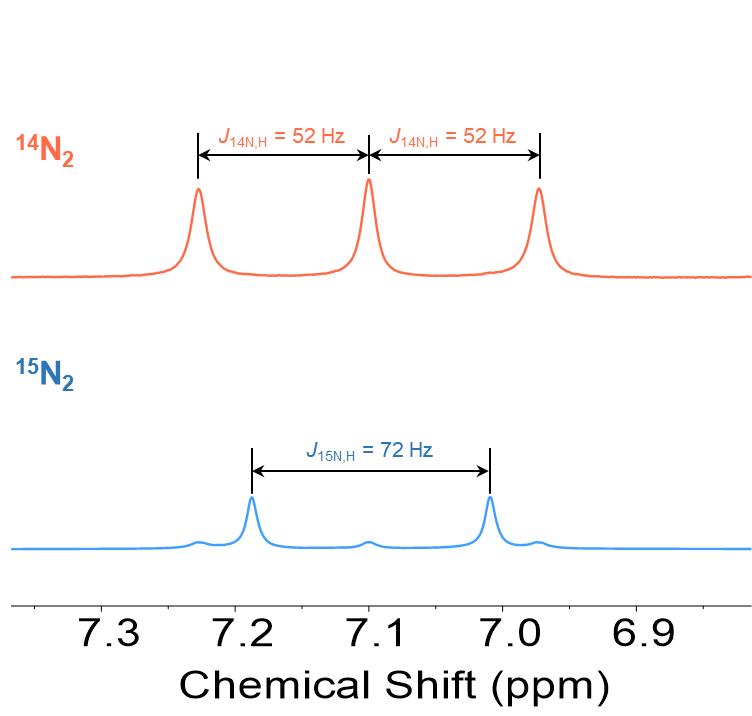 J14N,H = 52 Hz J14N,H = 52 Hz
14N2
15N2
J15N,H = 72 Hz
7.3 7.2 7.1 7.0 6.9
Chemical Shift (ppm)